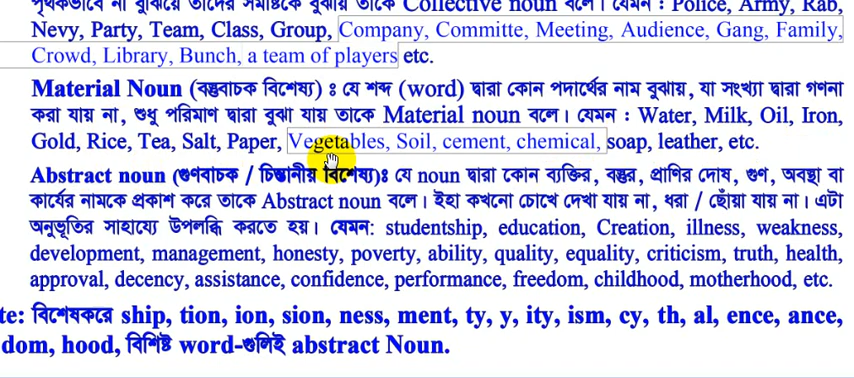 পৃথকভাবে না বুঝিয়ে তাদের সমষ্টিকে বুঝায় তাকে Collective noun বলে। যেমন : Police, Army, Rab,
Nevy, Party, Team, Class, Group, Company, Committe, Meeting, Audience, Gang, Family,
Crowd, Library, Bunch, a team of players etc.
Material Noun (বস্তুবাচক বিশেষ্য) ঃ যে শব্দ (word) দ্বারা কোন পদার্থের নাম বুঝায়, যা সংখ্যা দ্বারা গণনা
করা যায় না, শুধু পরিমাণ দ্বারা বুঝা যায় তাকে Material noun বলে। যেমন : Water, Milk, Oil, Iron,
Gold, Rice, Tea, Salt, Paper, Vegetables, Soil, cement, chemical, soap, leather, etc.
Abstract noun (গুণবাচক / চিন্তানীয় বিশেষ্য)ঃ যে noun দ্বারা কোন ব্যক্তির, বস্তুর, প্রাণির দোষ, গুণ, অবস্থা বা
কার্যের নামকে প্রকাশ করে তাকে Abstract noun বলে। ইহা কখনো চোখে দেখা যায় না, ধরা / ছোঁয়া যায় না। এটা
অনুভূতির সাহায্যে উপলব্ধি করতে হয়। যেমন: studentship, education, Creation, illness, weakness,
development, management, honesty, poverty, ability, quality, equality, criticism, truth, health,
approval, decency, assistance, confidence, performance, freedom, childhood, motherhood, etc.
te: বিশেষকরে ship, tion, ion, sion, ness, ment, ty, y, ity, ism, cy, th, al, ence, ance,
dom, hood, বিশিষ্ট word-গুলিই abstract Noun.